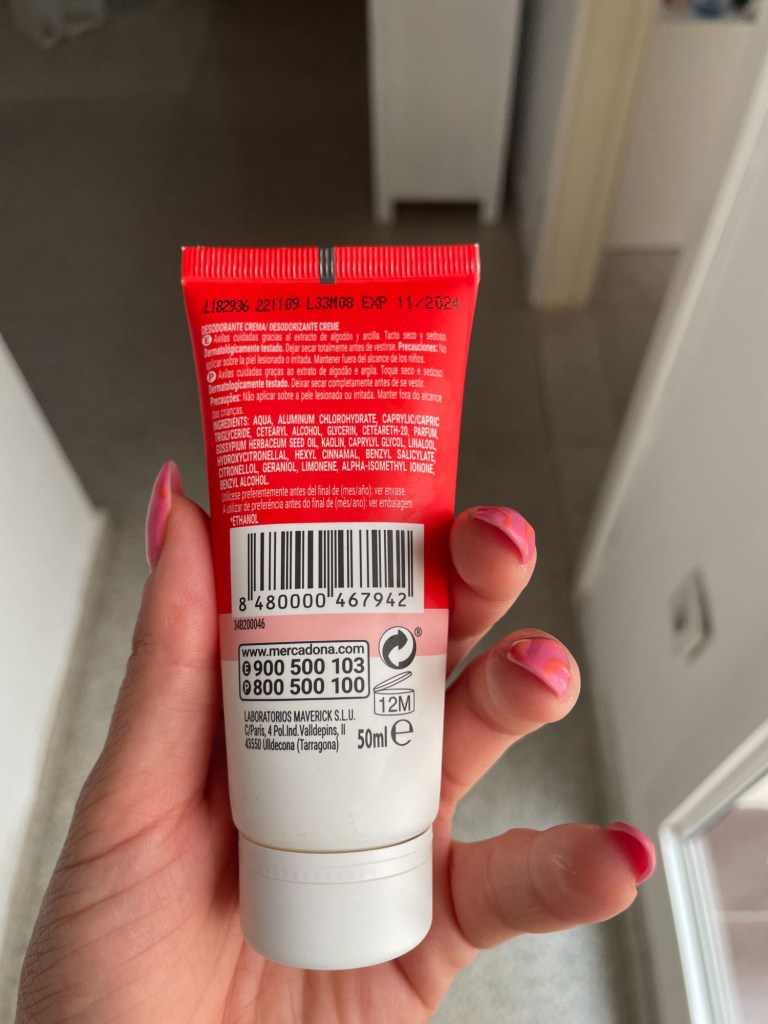 L182936 221109 L33M08 EXP 11/2024
DESODORANTE CREMA/ DESODORIZANTE CREME
E Axilas cuidadas gracias al extracto de algodón y arcilla. Tacto seco y sedoso.
Dermatológicamente testado. Dejar secar totalmente antes de vestirse. Precauciones: No
aplicar sobre la piel lesionada o irritada. Mantener fuera del alcance de los niños.
P Axilas cuidadas graças ao extrato de algodão e argila. Toque seco e sedoso.
Dermatologicamente testado. Deixar secar completamente antes de se vestir.
Precauções: Não aplicar sobre a pele lesionada ou irritada. Manter fora do alcance
das crianças.
INGREDIENTS: AQUA, ALUMINUM CHLOROHYDRATE, CAPRYLIC/CAPRIC
TRIGLYCERIDE, CETEARYL ALCOHOL, GLYCERIN, CETEARETH-20, PARFUM,
GOSSYPIUM HERBACEUM SEED OIL, KAOLIN, CAPRYLYL GLYCOL, LINALOOL,
HYDROXYCITRONELLAL, HEXYL CINNAMAL, BENZYL SALICYLATE,
CITRONELLOL, GERANIOL, LIMONENE, ALPHA-ISOMETHYL IONONE,
BENZYL ALCOHOL.
Utilícese preferentemente antes del final de (mes/año): ver envase.
A utilizar de preferência antes do final de (mês/ano): ver embalagem
*ETHANOL
8 480000 467942
34B200046
www.mercadona.com
E 900 500 103
P 800 500 100
®
12M
LABORATORIOS MAVERICK S.L.U.
C/París, 4 Pol.Ind.Valldepins, II
43550 Ulldecona (Tarragona)
50ml e